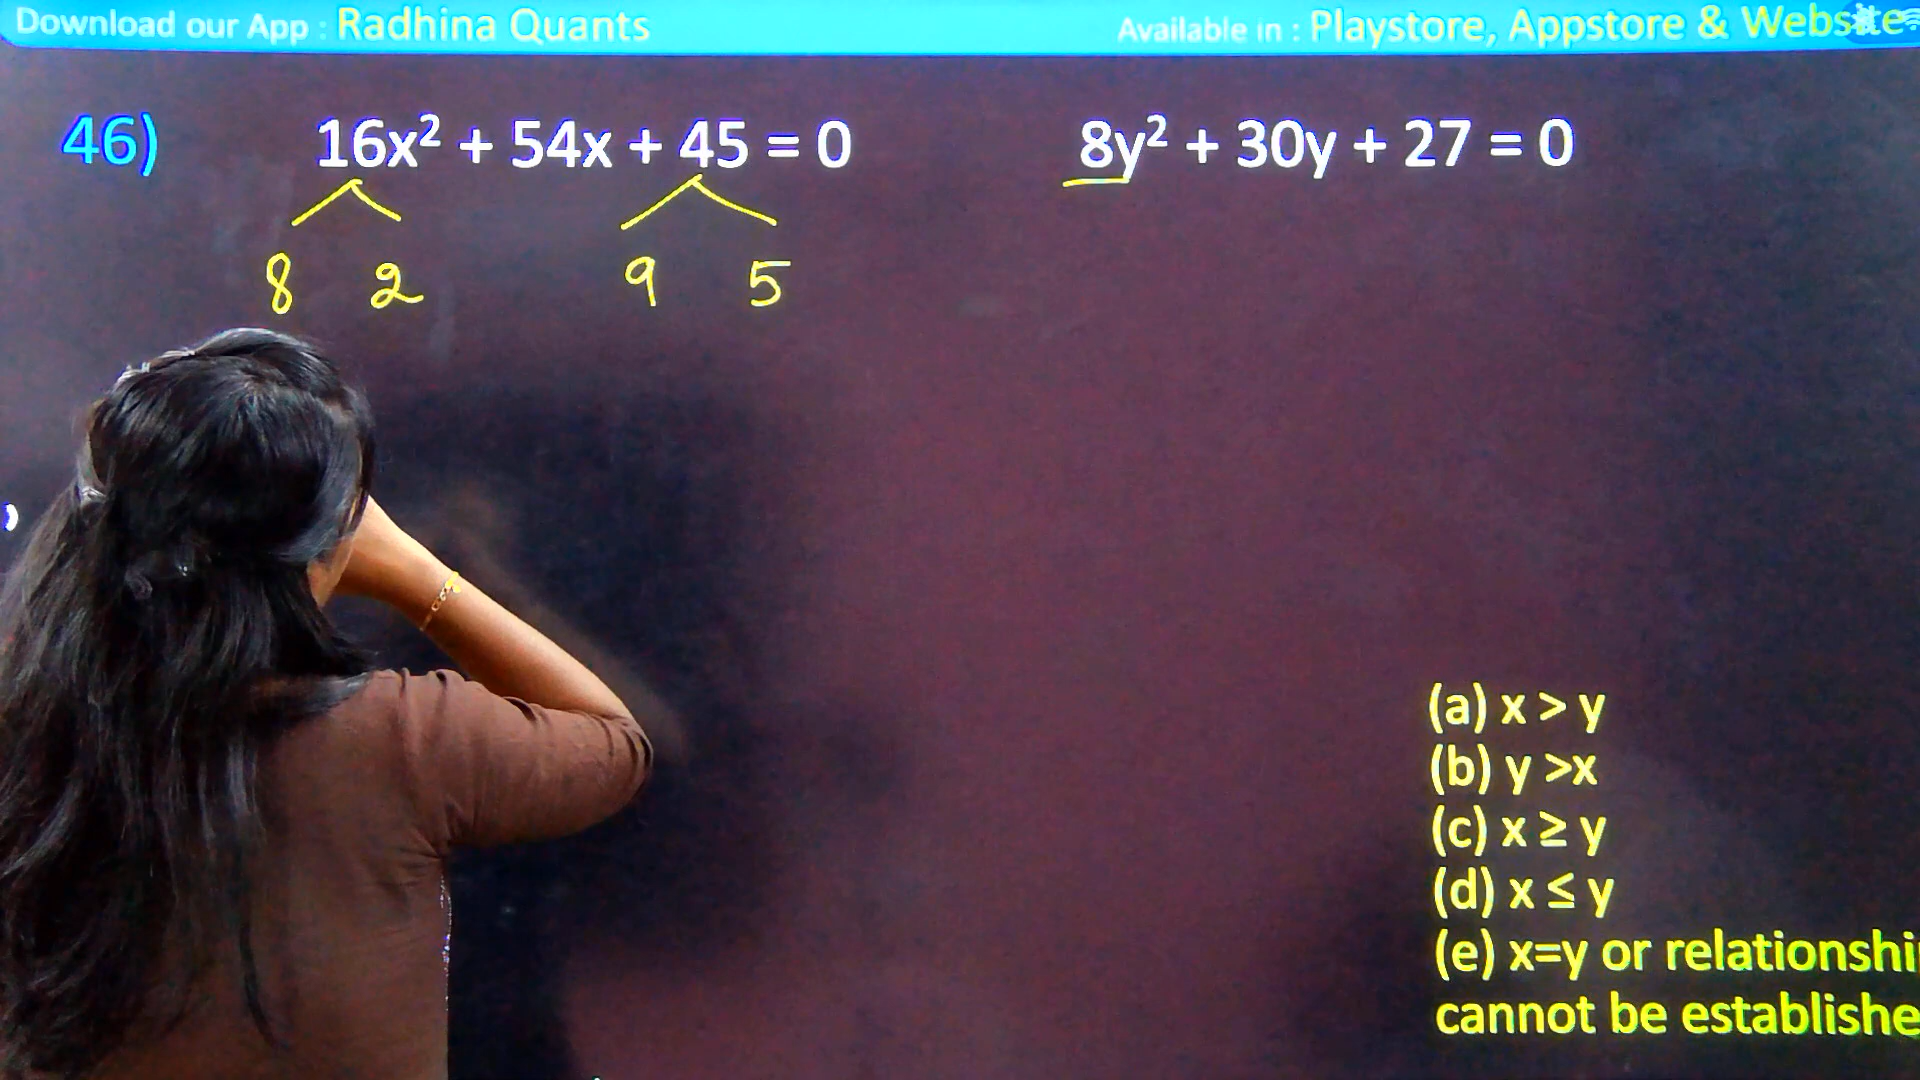 Download our App : Radhina Quants
Available in : Playstore, Appstore & Website
46) 16x² + 54x + 45 = 0
8y² + 30y + 27 = 0
8 2 9 5
(a) x > y
(b) y >x
(c) x ≥ y
(d) x ≤ y
(e) x=y or relationshi
cannot be establishe